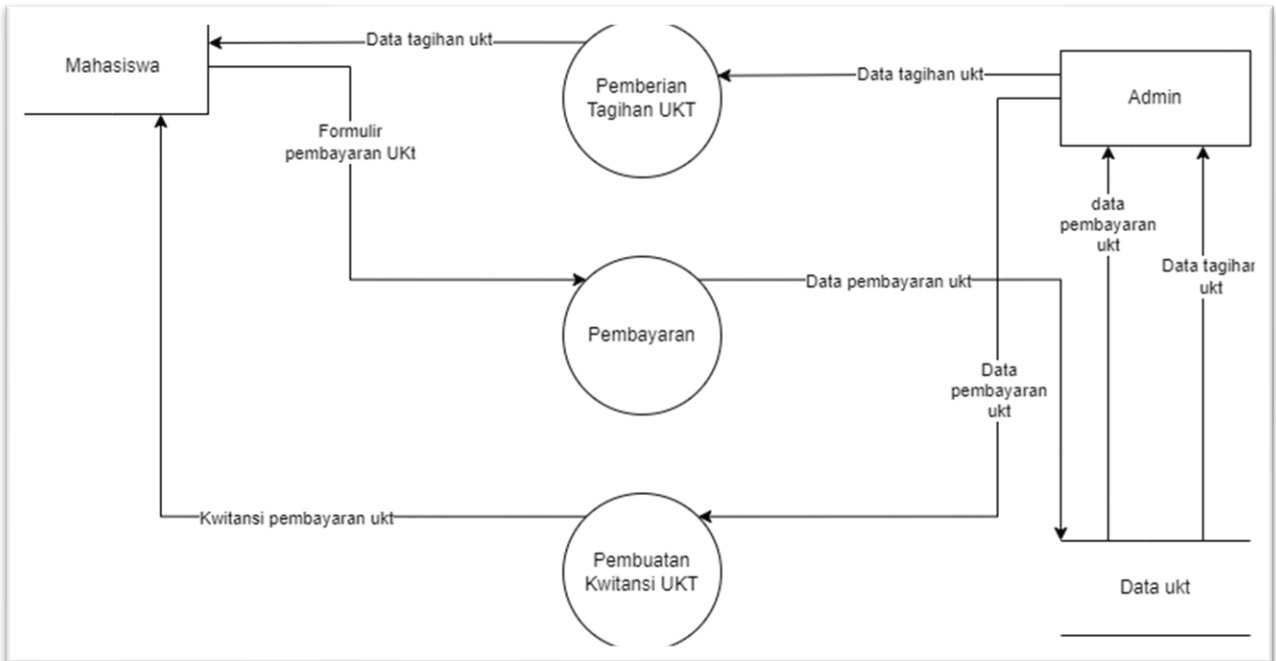 Data tagihan ukt
Mahasiswa
Pemberian
Tagihan UKT
Data tagihan ukt
Admin
Formulir
pembayaran UKt
data
pembayaran
ukt
Data tagihar
ukt
Data pembayaran ukt
Pembayaran
Data
pembayaran
ukt
Kwitansi pembayaran ukt
Pembuatan
Kwitansi UKT
Data ukt